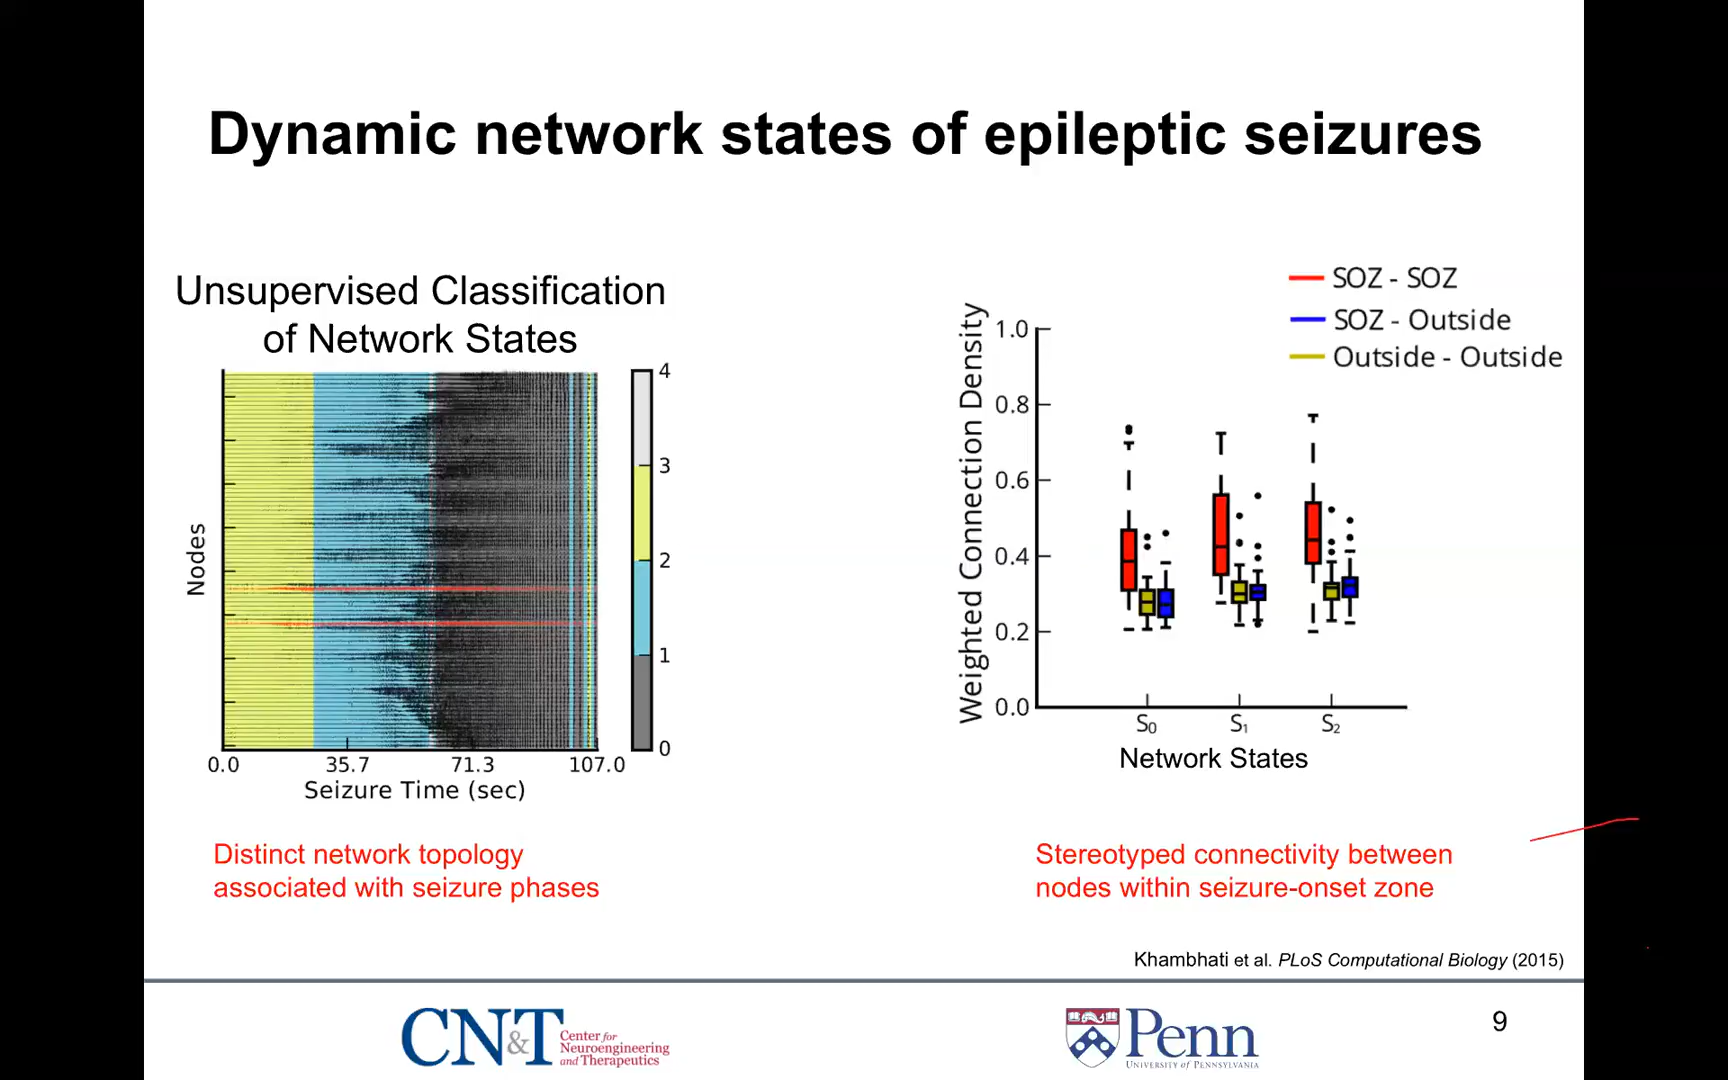 Dynamic network states of epileptic seizures
Unsupervised Classification
of Network States
Nodes
4
3
2
1
0
0.0 35.7 71.3 107.0
Seizure Time (sec)
Distinct network topology
associated with seizure phases
SOZ - SOZ
SOZ - Outside
Outside - Outside
Weighted Connection Density
1.0
0.8
0.6
0.4
0.2
0.0
S₀ S₁ S₂
Network States
Stereotyped connectivity between
nodes within seizure-onset zone
Khambhati et al. PLoS Computational Biology (2015)
CN&T
Center for
Neuroengineering
and Therapeutics
Penn
UNIVERSITY of PENNSYLVANIA
9